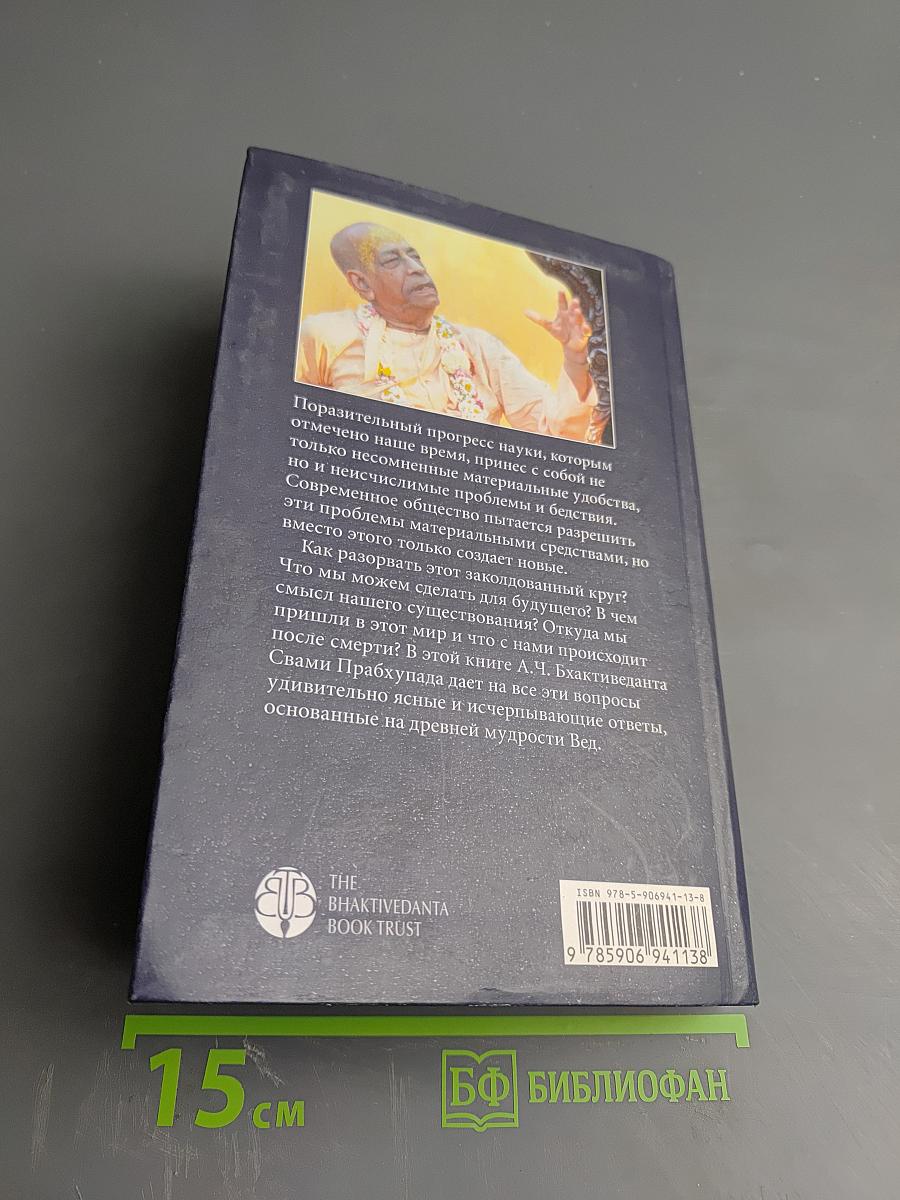 Поразительный прогресс науки, которым
отмечено наше время, принес с собой не
только несомненные материальные удобства,
но и неисчислимые проблемы и бедствия.
Современное общество пытается разрешить
эти проблемы материальными средствами, но
вместо этого только создает новые.
Как разорвать этот заколдованный круг?
Что мы можем сделать для будущего? В чем
смысл нашего существования? Откуда мы
пришли в этот мир и что с нами происходит
после смерти? В этой книге А.Ч. Бхактиведанта
Свами Прабхупада дает на все эти вопросы
удивительно ясные и исчерпывающие ответы,
основанные на древней мудрости Вед.
BTB
THE
BHAKTIVEDANTA
BOOK TRUST
ISBN 978-5-906941-13-8
9 785906 941138
15 см
БФ БИБЛИОФАН